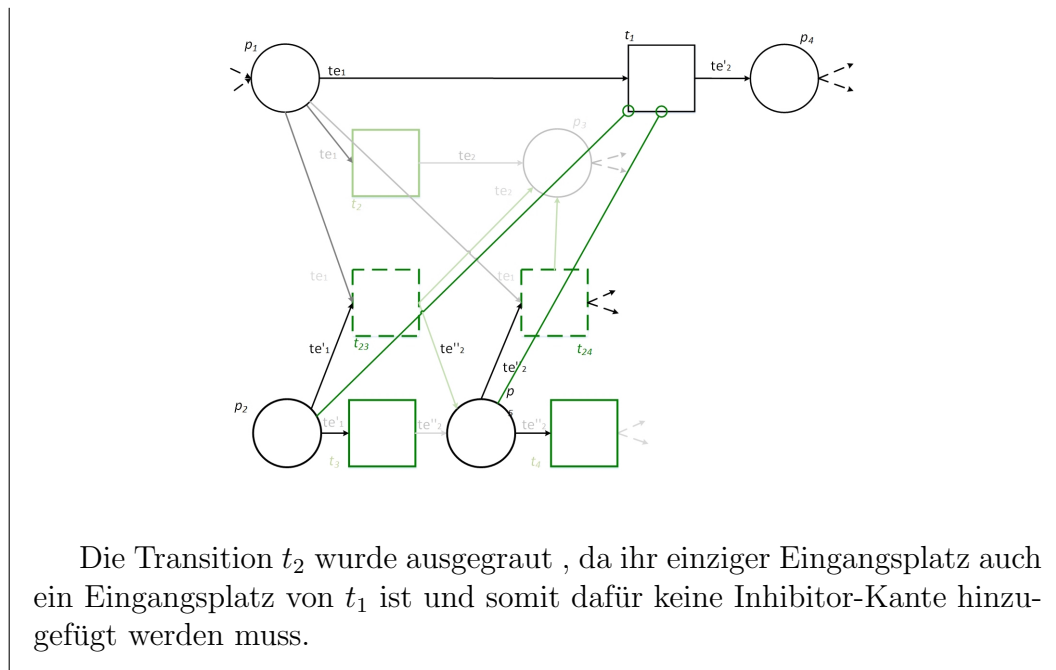 p₁
t₁
p₄
te₁
te'₂
p₃
te₁
te₂
te₂
t₂
te₁
te₁
t₂₃
t₂₄
te'₁
te''₂
te''₂
p₅
p₂
te'₁
te''₂
te''₂
t₃
t₄
Die Transition t₂ wurde ausgegraut , da ihr einziger Eingangsplatz auch
ein Eingangsplatz von t₁ ist und somit dafür keine Inhibitor-Kante hinzu-
gefügt werden muss.